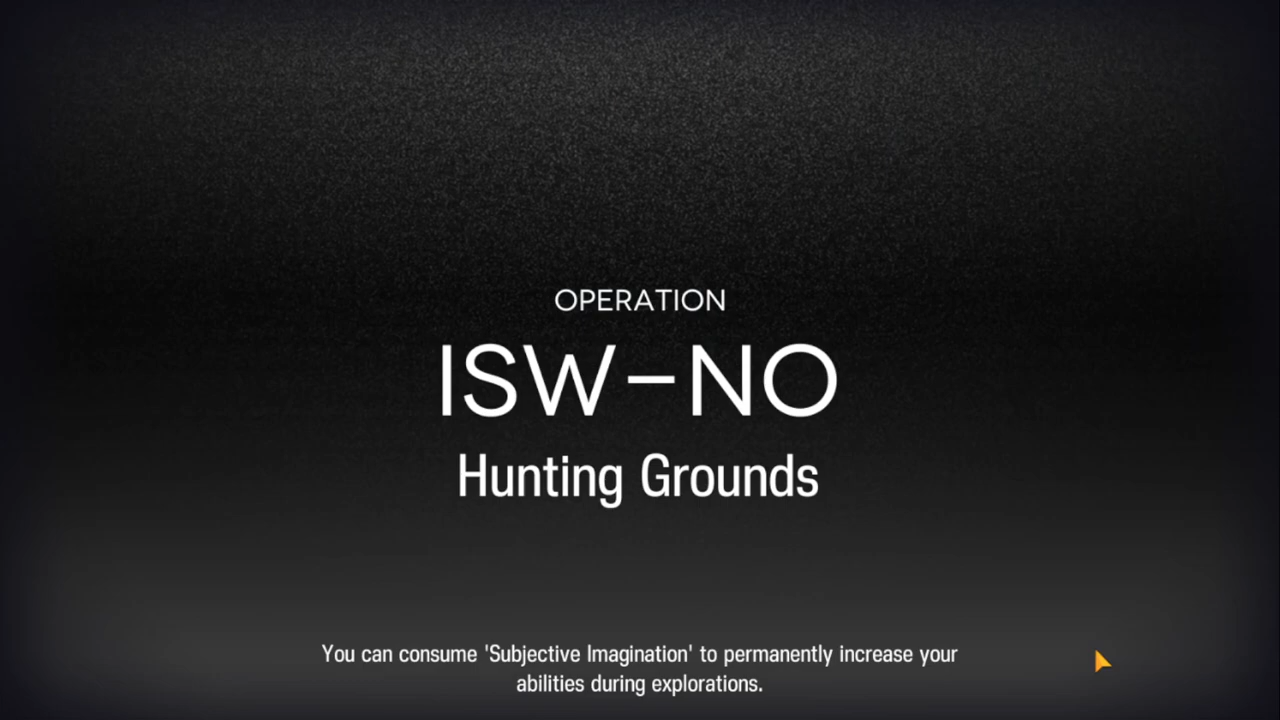 OPERATION
ISW–NO
Hunting Grounds
You can consume 'Subjective Imagination' to permanently increase your
abilities during explorations.